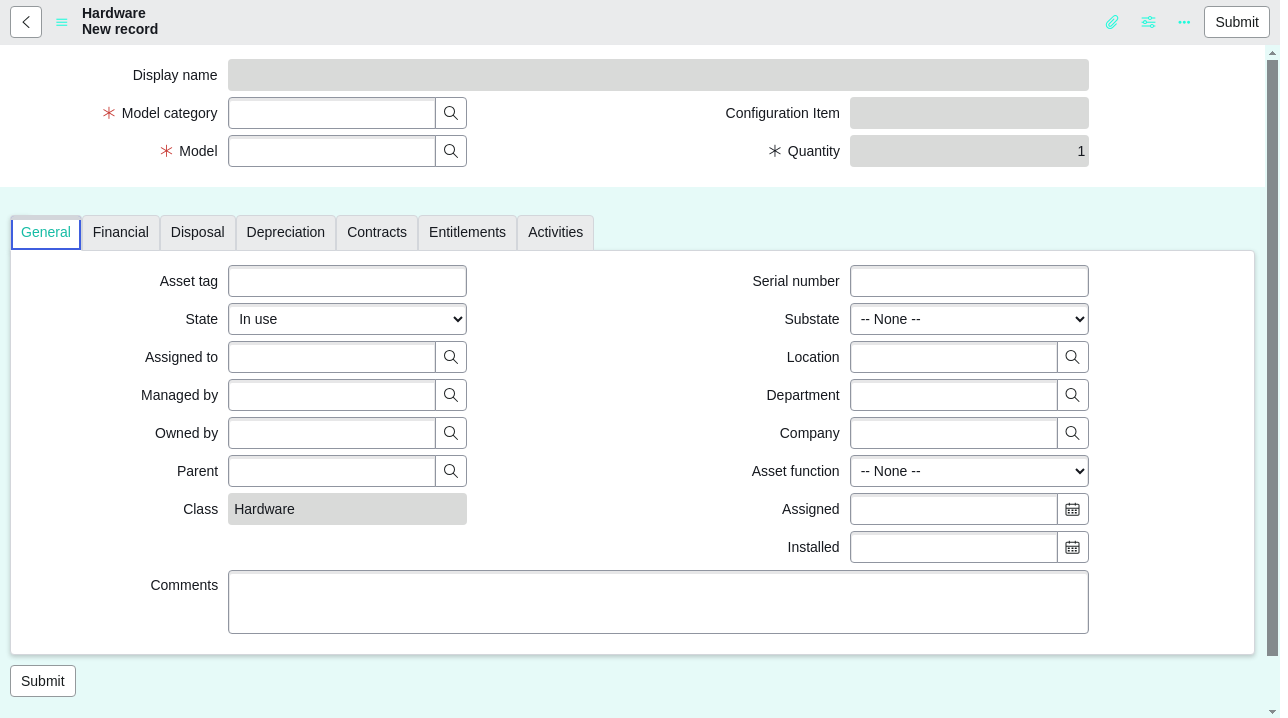 Hardware
New record
Submit
Display name
Model category
Configuration Item
Model
Quantity
1
General
Financial
Disposal
Depreciation
Contracts
Entitlements
Activities
Asset tag
Serial number
State
In use
Substate
-- None --
Assigned to
Location
Managed by
Department
Owned by
Company
Parent
Asset function
-- None --
Class
Hardware
Assigned
Installed
Comments
Submit